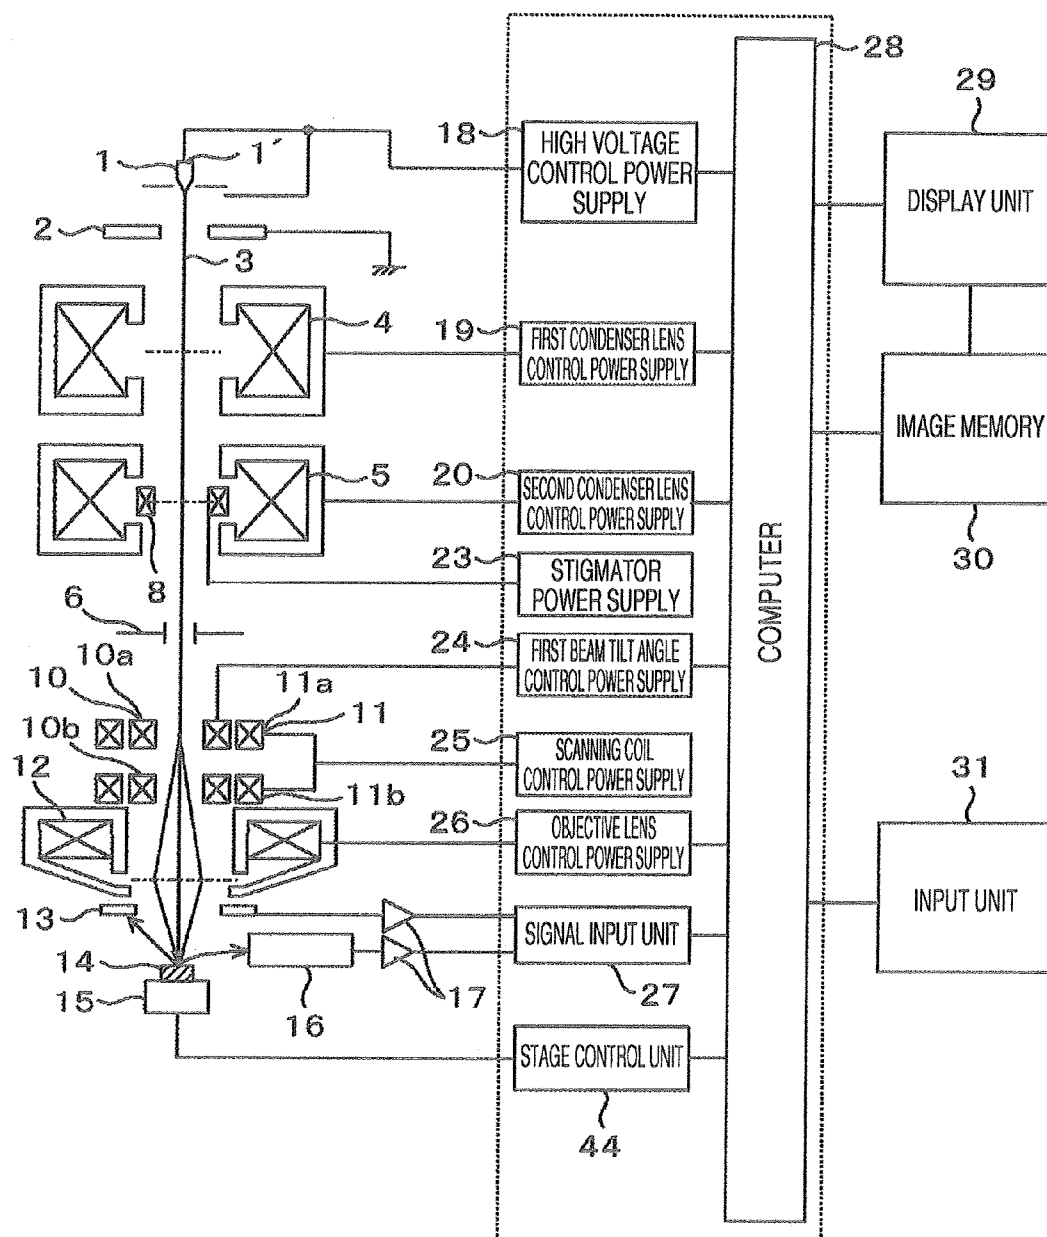 28
29
18
HIGH VOLTAGE
CONTROL POWER
SUPPLY
1
1´
DISPLAY UNIT
2
3
4
19
FIRST CONDENSER LENS
CONTROL POWER SUPPLY
IMAGE MEMORY
30
5
20
SECOND CONDENSER LENS
CONTROL POWER SUPPLY
8
23
STIGMATOR
POWER SUPPLY
COMPUTER
6
24
FIRST BEAM TILT ANGLE
CONTROL POWER SUPPLY
10a
10
11a
11
10b
25
SCANNING COIL
CONTROL POWER SUPPLY
31
12
11b
26
OBJECTIVE LENS
CONTROL POWER SUPPLY
INPUT UNIT
13
SIGNAL INPUT UNIT
14
15
16
17
27
STAGE CONTROL UNIT
44